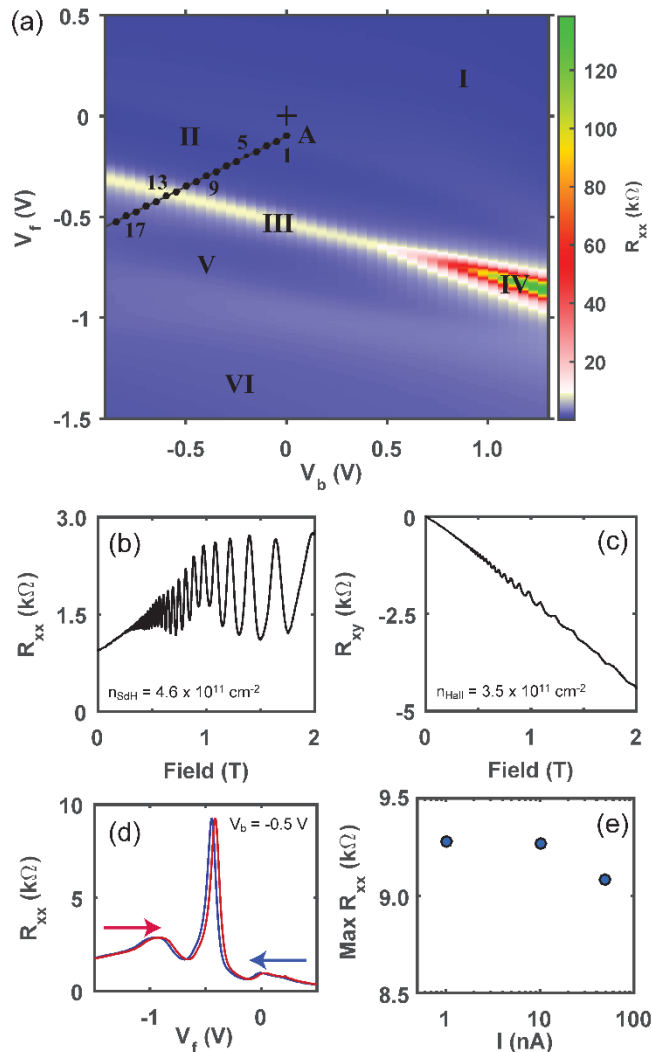 (a)
0.5
0
-0.5
-1
-1.5
V_f (V)
-0.5
0
0.5
1.0
V_b (V)
I
II
III
IV
V
VI
+
A
1
5
9
13
17
120
100
80
60
40
20
R_xx (kΩ)
(b)
3.0
1.5
0
R_xx (kΩ)
n_SdH = 4.6 x 10^11 cm^-2
0
1
2
Field (T)
(c)
0
-2.5
-5
R_xy (kΩ)
n_Hall = 3.5 x 10^11 cm^-2
0
1
2
Field (T)
(d)
V_b = -0.5 V
10
5
0
R_xx (kΩ)
-1
0
V_f (V)
(e)
9.5
9.0
8.5
Max R_xx (kΩ)
1
10
100
I (nA)